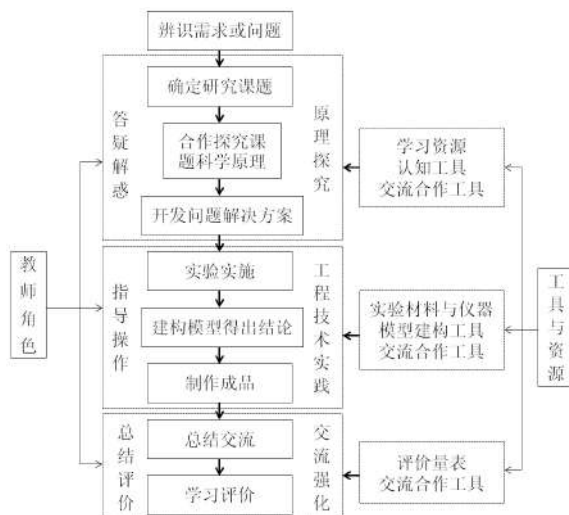 辨识需求或问题
确定研究课题
答疑解惑
原理探究
合作探究课
题科学原理
学习资源
认知工具
交流合作工具
开发问题解决方案
教师角色
实验实施
指导操作
工程技术实践
建构模型得出结论
实验材料与仪器
模型建构工具
交流合作工具
工具与资源
制作成品
总结评价
总结交流
交流强化
评价量表
交流合作工具
学习评价